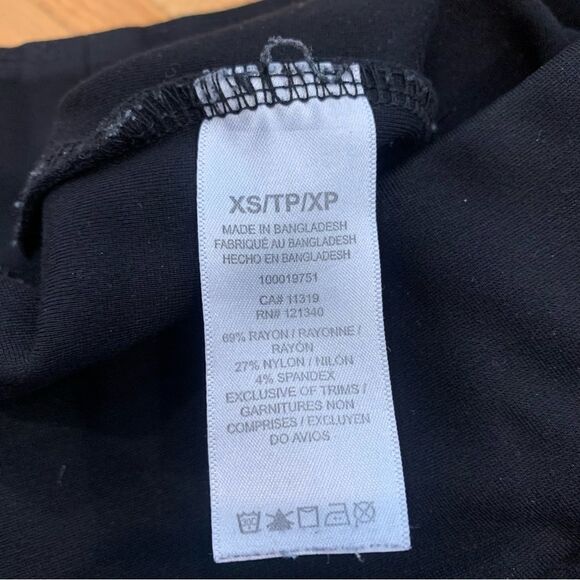 XS/TP/XP
MADE IN BANGLADESH
FABRIQUÉ AU BANGLADESH
HECHO EN BANGLADESH
100019751
CA# 11319
RN# 121340
69% RAYON / RAYONNE /
RAYÓN
27% NYLON / NILÓN
4% SPANDEX
EXCLUSIVE OF TRIMS /
GARNITURES NON
COMPRISES / EXCLUYEN
DO AVIOS